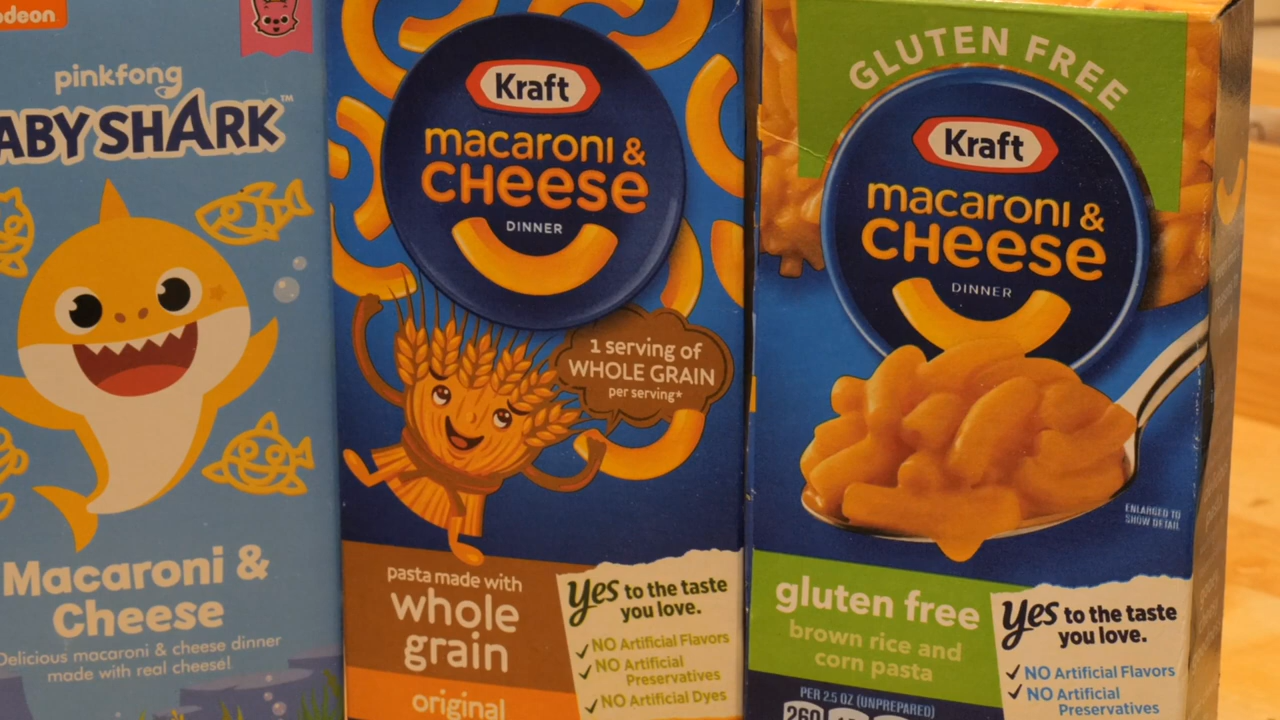 deon
pinkfong
ABY SHARK™
Macaroni &
Cheese
Delicious macaroni & cheese dinner
made with real cheese!
Kraft
macaroni &
cheese
DINNER
1 serving of
WHOLE GRAIN
per serving*
pasta made with
whole
grain
original
yes to the taste
you love.
✓ NO Artificial Flavors
✓ NO Artificial
Preservatives
✓ NO Artificial Dyes
GLUTEN FREE
Kraft
macaroni &
cheese
DINNER
ENLARGED TO
SHOW DETAIL
gluten free
brown rice and
corn pasta
yes to the taste
you love.
✓ NO Artificial Flavors
✓ NO Artificial
Preservatives
PER 2.5 OZ (UNPREPARED)
260